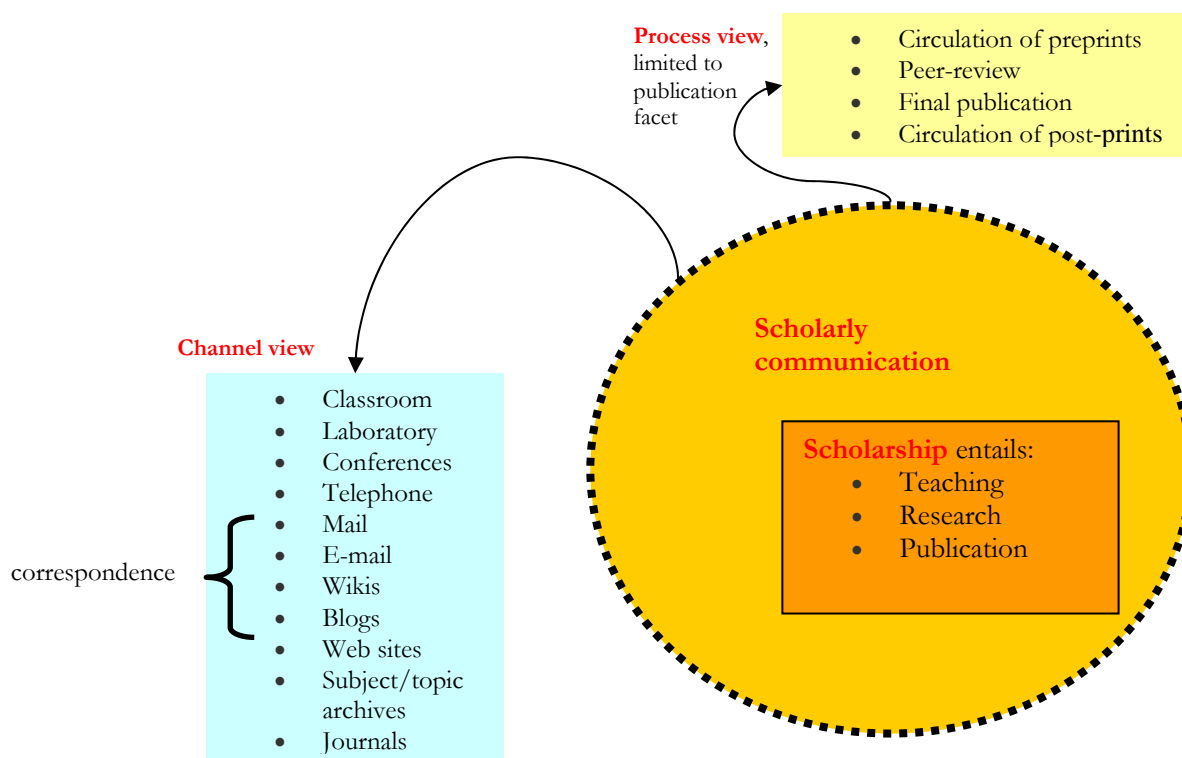 Process view,
limited to
publication
facet
• Circulation of preprints
• Peer-review
• Final publication
• Circulation of post-prints
Scholarly
communication
Scholarship entails:
• Teaching
• Research
• Publication
Channel view
• Classroom
• Laboratory
• Conferences
• Telephone
• Mail
• E-mail
• Wikis
• Blogs
• Web sites
• Subject/topic
archives
• Journals
correspondence